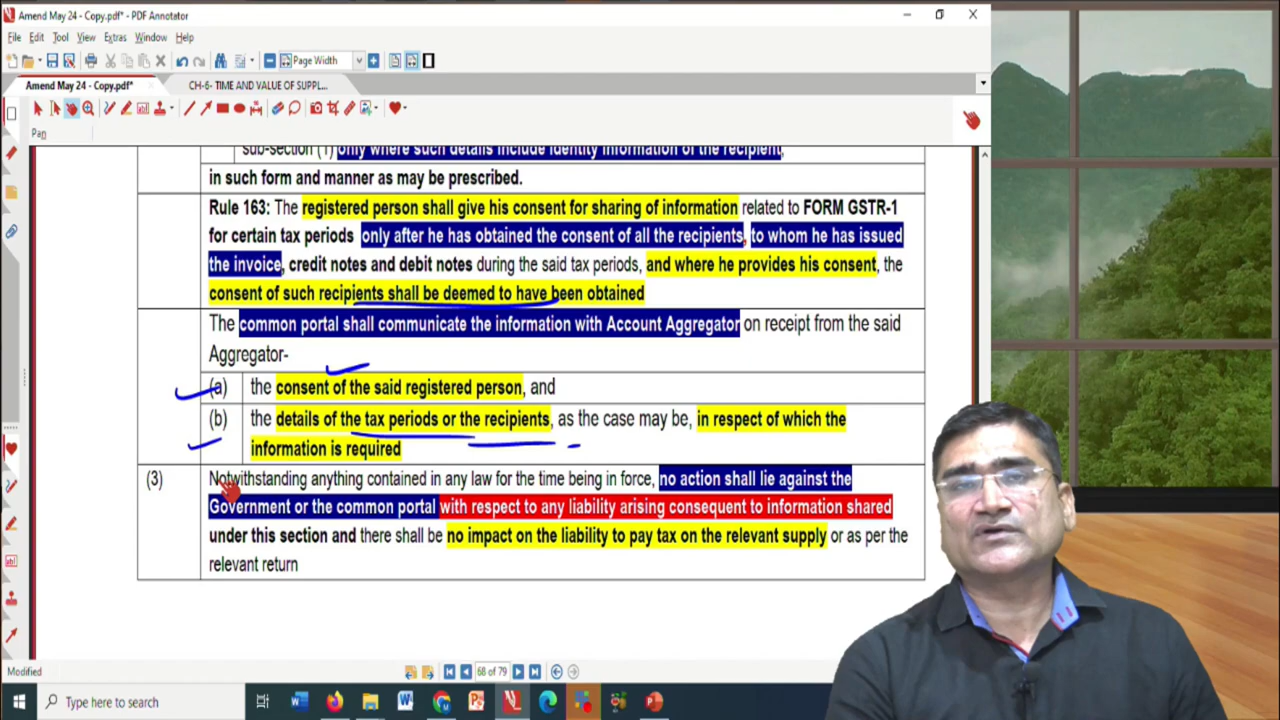 Amend May 24 - Copy.pdf* - PDF Annotator
File Edit Tool View Extras Window Help
Page Width
Amend May 24 - Copy.pdf*
CH-6- TIME AND VALUE OF SUPPL...
Pan
sub-section (1) only where such details include identity information of the recipient,
in such form and manner as may be prescribed.
Rule 163: The registered person shall give his consent for sharing of information related to FORM GSTR-1
for certain tax periods only after he has obtained the consent of all the recipients, to whom he has issued
the invoice, credit notes and debit notes during the said tax periods, and where he provides his consent, the
consent of such recipients shall be deemed to have been obtained
The common portal shall communicate the information with Account Aggregator on receipt from the said
Aggregator-
(a) the consent of the said registered person, and
(b) the details of the tax periods or the recipients, as the case may be, in respect of which the
information is required
(3) Notwithstanding anything contained in any law for the time being in force, no action shall lie against the
Government or the common portal with respect to any liability arising consequent to information shared
under this section and there shall be no impact on the liability to pay tax on the relevant supply or as per the
relevant return
Modified
68 of 79
Type here to search